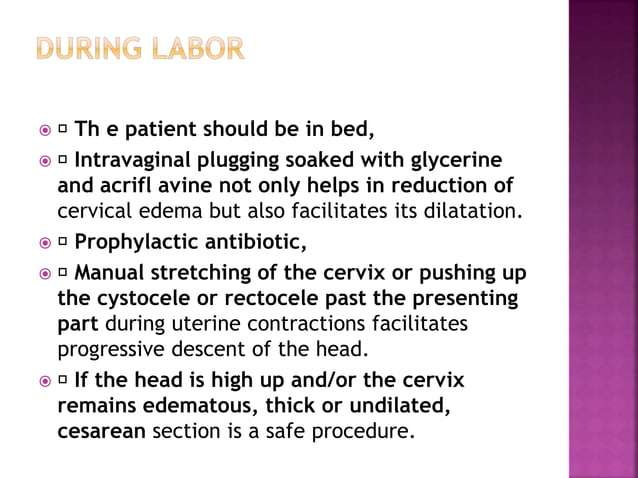 DURING LABOR
Th e patient should be in bed,
Intravaginal plugging soaked with glycerine
and acrifl avine not only helps in reduction of
cervical edema but also facilitates its dilatation.
Prophylactic antibiotic,
Manual stretching of the cervix or pushing up
the cystocele or rectocele past the presenting
part during uterine contractions facilitates
progressive descent of the head.
If the head is high up and/or the cervix
remains edematous, thick or undilated,
cesarean section is a safe procedure.